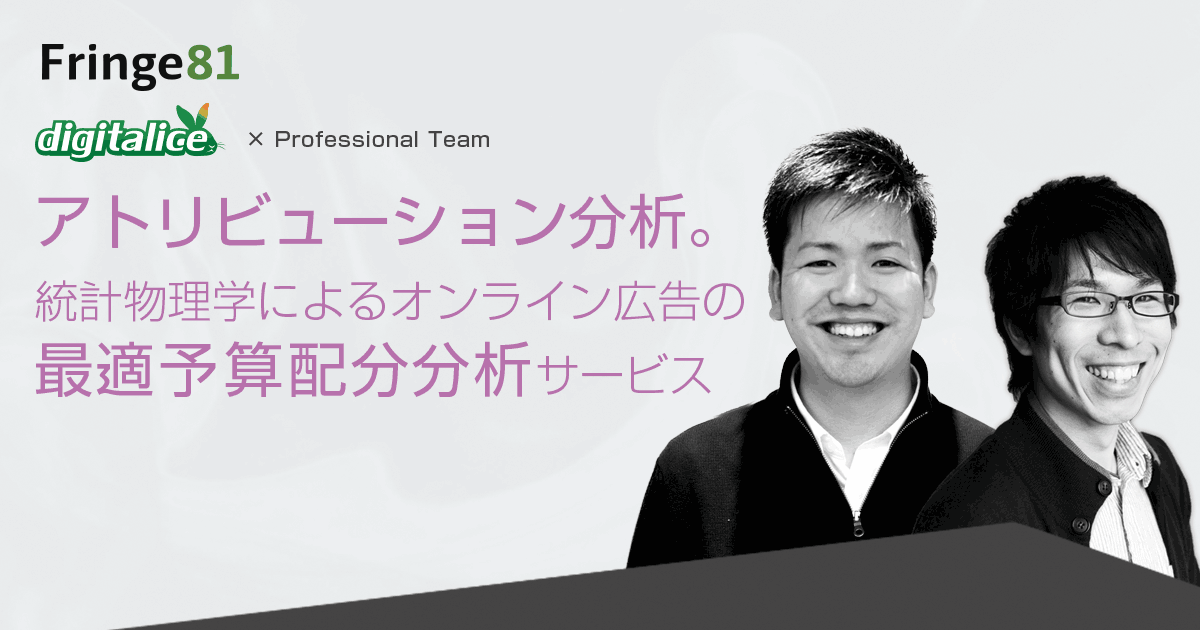 Fringe81
digitalice × Professional Team
アトリビューション分析。
統計物理学によるオンライン広告の
最適予算配分分析サービス